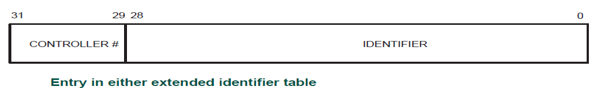 31 29 28 0
CONTROLLER # IDENTIFIER
Entry in either extended identifier table